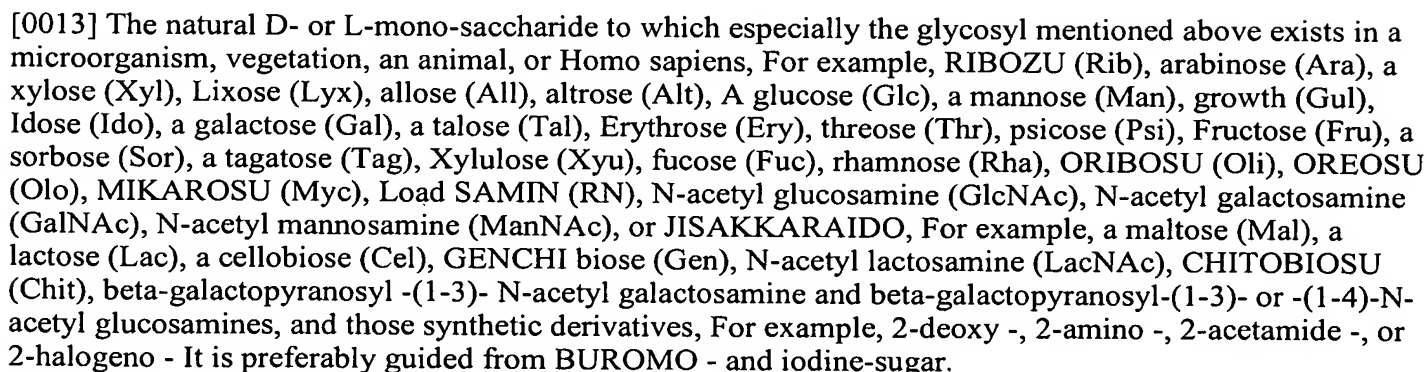 [0013] The natural D- or L-mono-saccharide to which especially the glycosyl mentioned above exists in a
microorganism, vegetation, an animal, or Homo sapiens, For example, RIBOZU (Rib), arabinose (Ara), a
xylose (Xyl), Lixose (Lyx), allose (All), altrose (Alt), A glucose (Glc), a mannose (Man), growth (Gul),
Idose (Ido), a galactose (Gal), a talose (Tal), Erythrose (Ery), threose (Thr), psicose (Psi), Fructose (Fru), a
sorbose (Sor), a tagatose (Tag), Xylulose (Xyu), fucose (Fuc), rhamnose (Rha), ORIBOSU (Oli), OREOSU
(Olo), MIKAROSU (Myc), Load SAMIN (RN), N-acetyl glucosamine (GlcNAc), N-acetyl galactosamine
(GalNAc), N-acetyl mannosamine (ManNAc), or JISAKKARAIDO, For example, a maltose (Mal), a
lactose (Lac), a cellobiose (Cel), GENCHI biose (Gen), N-acetyl lactosamine (LacNAc), CHITOBIOSU
(Chit), beta-galactopyranosyl -(1-3)- N-acetyl galactosamine and beta-galactopyranosyl-(1-3)- or -(1-4)-N-
acetyl glucosamines, and those synthetic derivatives, For example, 2-deoxy -, 2-amino -, 2-acetamide -, or
2-halogeno - It is preferably guided from BUROMO - and iodine-sugar.